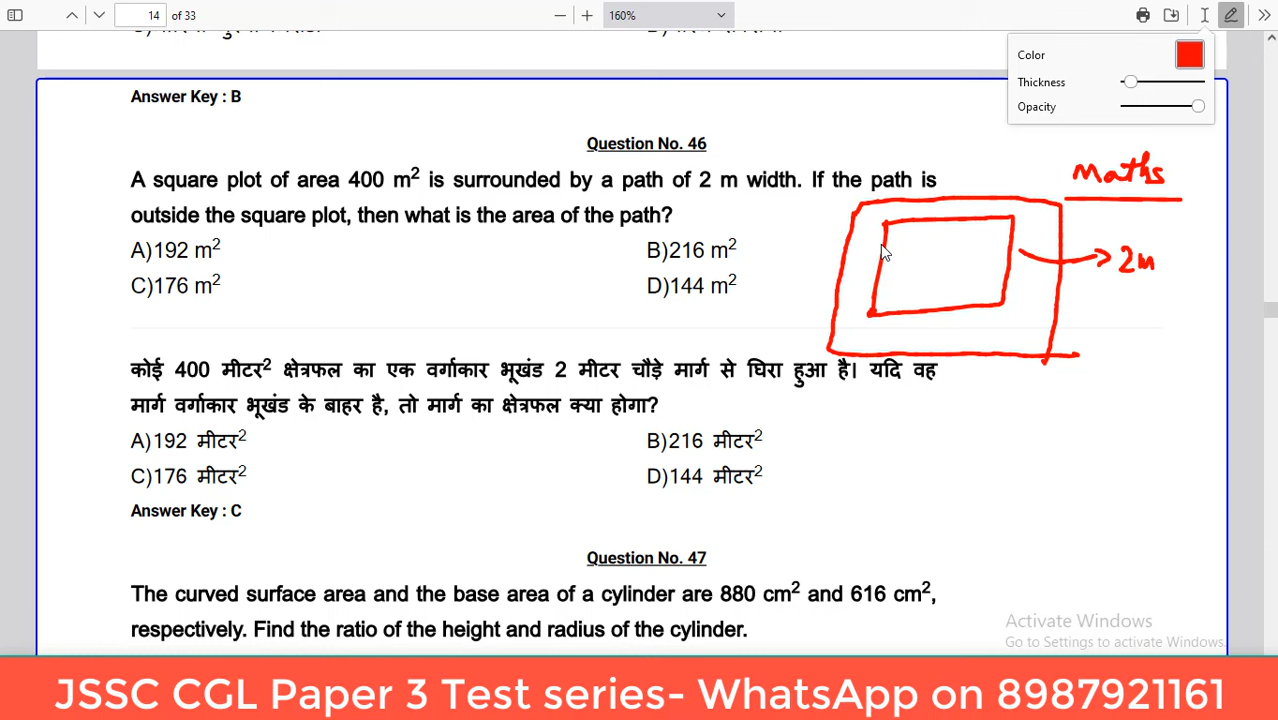 14 of 33
160%
Color
Thickness
Opacity
Answer Key : B
Question No. 46
A square plot of area 400 m² is surrounded by a path of 2 m width. If the path is
outside the square plot, then what is the area of the path?
A)192 m² B)216 m²
C)176 m² D)144 m²
Maths
2m
कोई 400 मीटर² क्षेत्रफल का एक वर्गाकार भूखंड 2 मीटर चौड़े मार्ग से घिरा हुआ है। यदि वह
मार्ग वर्गाकार भूखंड के बाहर है, तो मार्ग का क्षेत्रफल क्या होगा?
A)192 मीटर² B)216 मीटर²
C)176 मीटर² D)144 मीटर²
Answer Key : C
Question No. 47
The curved surface area and the base area of a cylinder are 880 cm² and 616 cm²,
respectively. Find the ratio of the height and radius of the cylinder.
Activate Windows
Go to Settings to activate Windows.
JSSC CGL Paper 3 Test series- WhatsApp on 8987921161